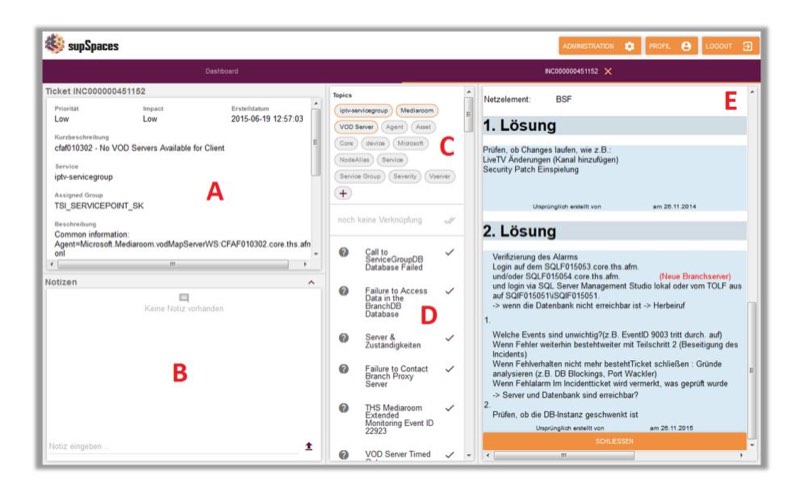 supSpaces
ADMINISTRATION
PROFIL
LOGOUT
Dashboard
INC000000451152
Ticket INC000000451152
Priorität
Impact
Erstelldatum
Low
Low
2015-06-19 12:57:03
Kurzbeschreibung
cfaf010302 - No VOD Servers Available for Client
Service
iptv-servicegroup
Assigned Group
TSI_SERVICEPOINT_SK
Beschreibung
Common information:
Agent=Microsoft.Mediaroom.vodMapServerWS:CFAF010302.core.ths.afn
onl
A
Notizen
Keine Notiz vorhanden
B
Notiz eingeben...
Topics
iptv-servicegroup
Mediaroom
VOD Server
Agent
Asset
Core
device
Microsoft
NodeAlias
Service
Service Group
Severity
Vserver
+
C
noch keine Verknüpfung
Call to
ServiceGroupDB
Database Failed
Failure to Access
Data in the
BranchDB
Database
D
Server &
Zuständigkeiten
Failure to Contact
Branch Proxy
Server
THS Mediaroom
Extended
Monitoring Event ID
22923
VOD Server Timed
Netzelement: BSF
E
1. Lösung
Prüfen, ob Changes laufen, wie z.B.:
LiveTV Änderungen (Kanal hinzufügen)
Security Patch Einspielung
Ursprünglich erstellt von am 26.11.2014
2. Lösung
Verifizierung des Alarms
Login auf dem SQLF015053.core.ths.afm.
und/oder SQLF015054.core.ths.afm. (Neue Branchserver)
und login via SQL Server Management Studio lokal oder vom TOLF aus
auf SQIF015051\SQIF015051.
-> wenn die Datenbank nicht erreichbar ist -> Herbeiruf
1.
Welche Events sind unwichtig?(z.B. EventID 9003 tritt durch. auf)
Wenn Fehler weiterhin bestehtweiter mit Teilschritt 2 (Beseitigung des
Incidents)
Wenn Fehlverhalten nicht mehr bestehtTicket schließen : Gründe
analysieren (z.B. DB Blockings, Port Wackler)
Wenn Fehlalarm Im Incidentticket wird vermerkt, was geprüft wurde
-> Server und Datenbank sind erreichbar?
2.
Prüfen, ob die DB-Instanz geschwenkt ist
Ursprünglich erstellt von am 26.11.2015
SCHLIESSEN